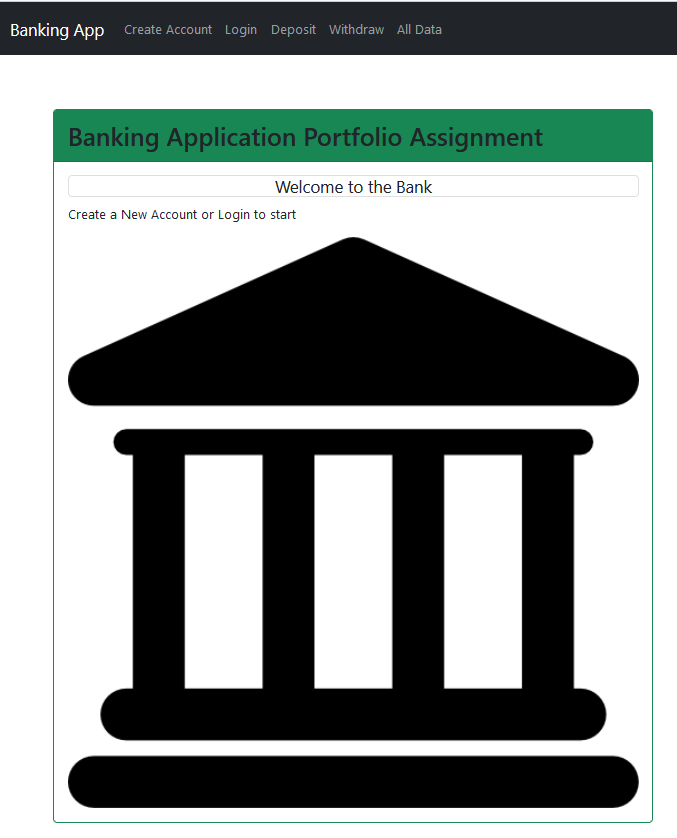 Banking App Create Account Login Deposit Withdraw All Data
Banking Application Portfolio Assignment
Welcome to the Bank
Create a New Account or Login to start